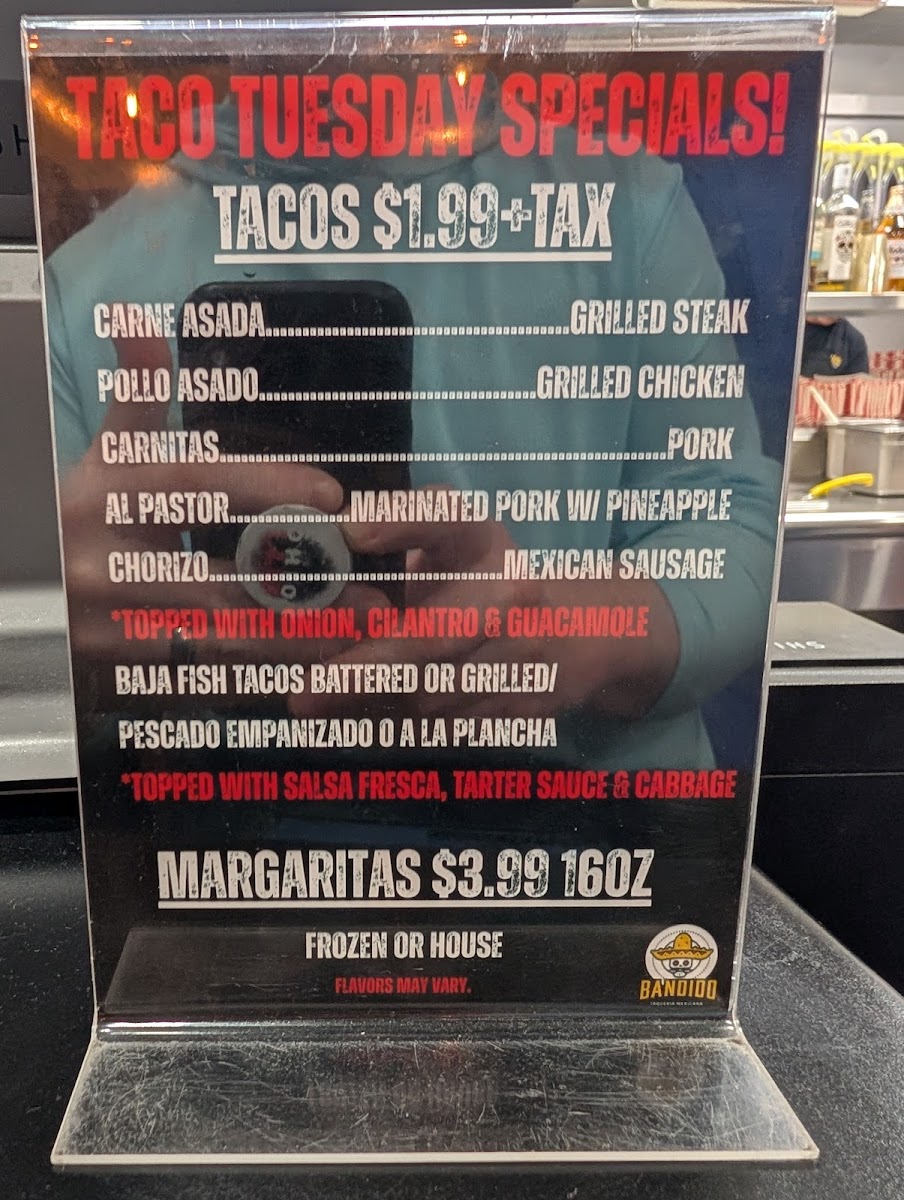 TACO TUESDAY SPECIALS!
TACOS $1.99+TAX
CARNE ASADA..............................................GRILLED STEAK
POLLO ASADO..........................................GRILLED CHICKEN
CARNITAS....................................................................PORK
AL PASTOR..................MARINATED PORK W/ PINEAPPLE
CHORIZO............................................MEXICAN SAUSAGE
*TOPPED WITH ONION, CILANTRO & GUACAMOLE
BAJA FISH TACOS BATTERED OR GRILLED/
PESCADO EMPANIZADO O A LA PLANCHA
*TOPPED WITH SALSA FRESCA, TARTER SAUCE & CABBAGE
MARGARITAS $3.99 16OZ
FROZEN OR HOUSE
FLAVORS MAY VARY.
BANDIDO
TAQUERIA MEXICANA